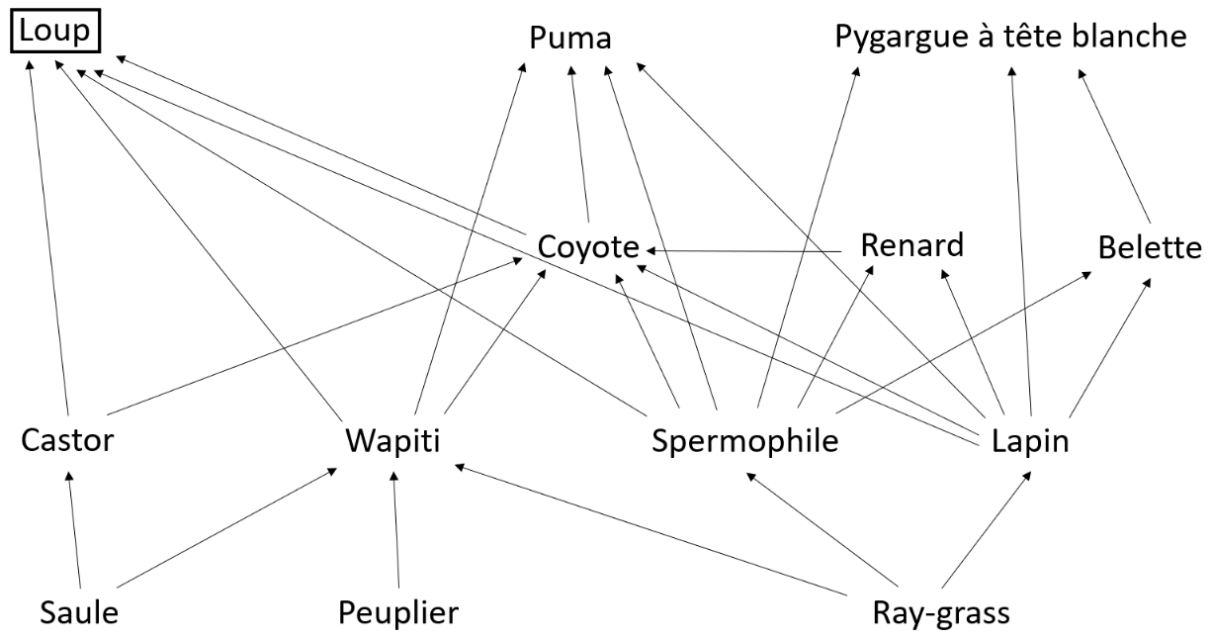 Loup
Puma
Pygargue à tête blanche
Coyote
Renard
Belette
Castor
Wapiti
Spermophile
Lapin
Saule
Peuplier
Ray-grass